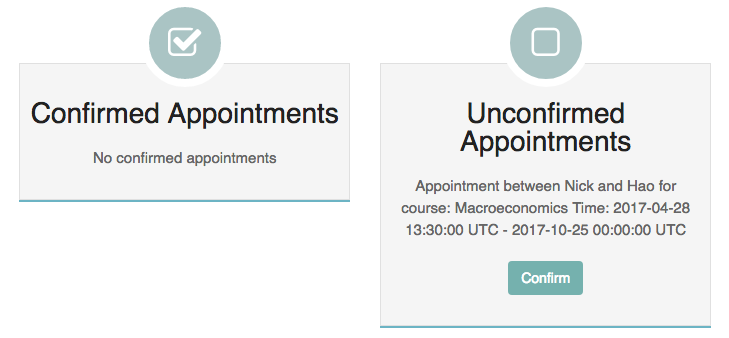 Confirmed Appointments
No confirmed appointments
Unconfirmed
Appointments
Appointment between Nick and Hao for
course: Macroeconomics Time: 2017-04-28
13:30:00 UTC - 2017-10-25 00:00:00 UTC
Confirm